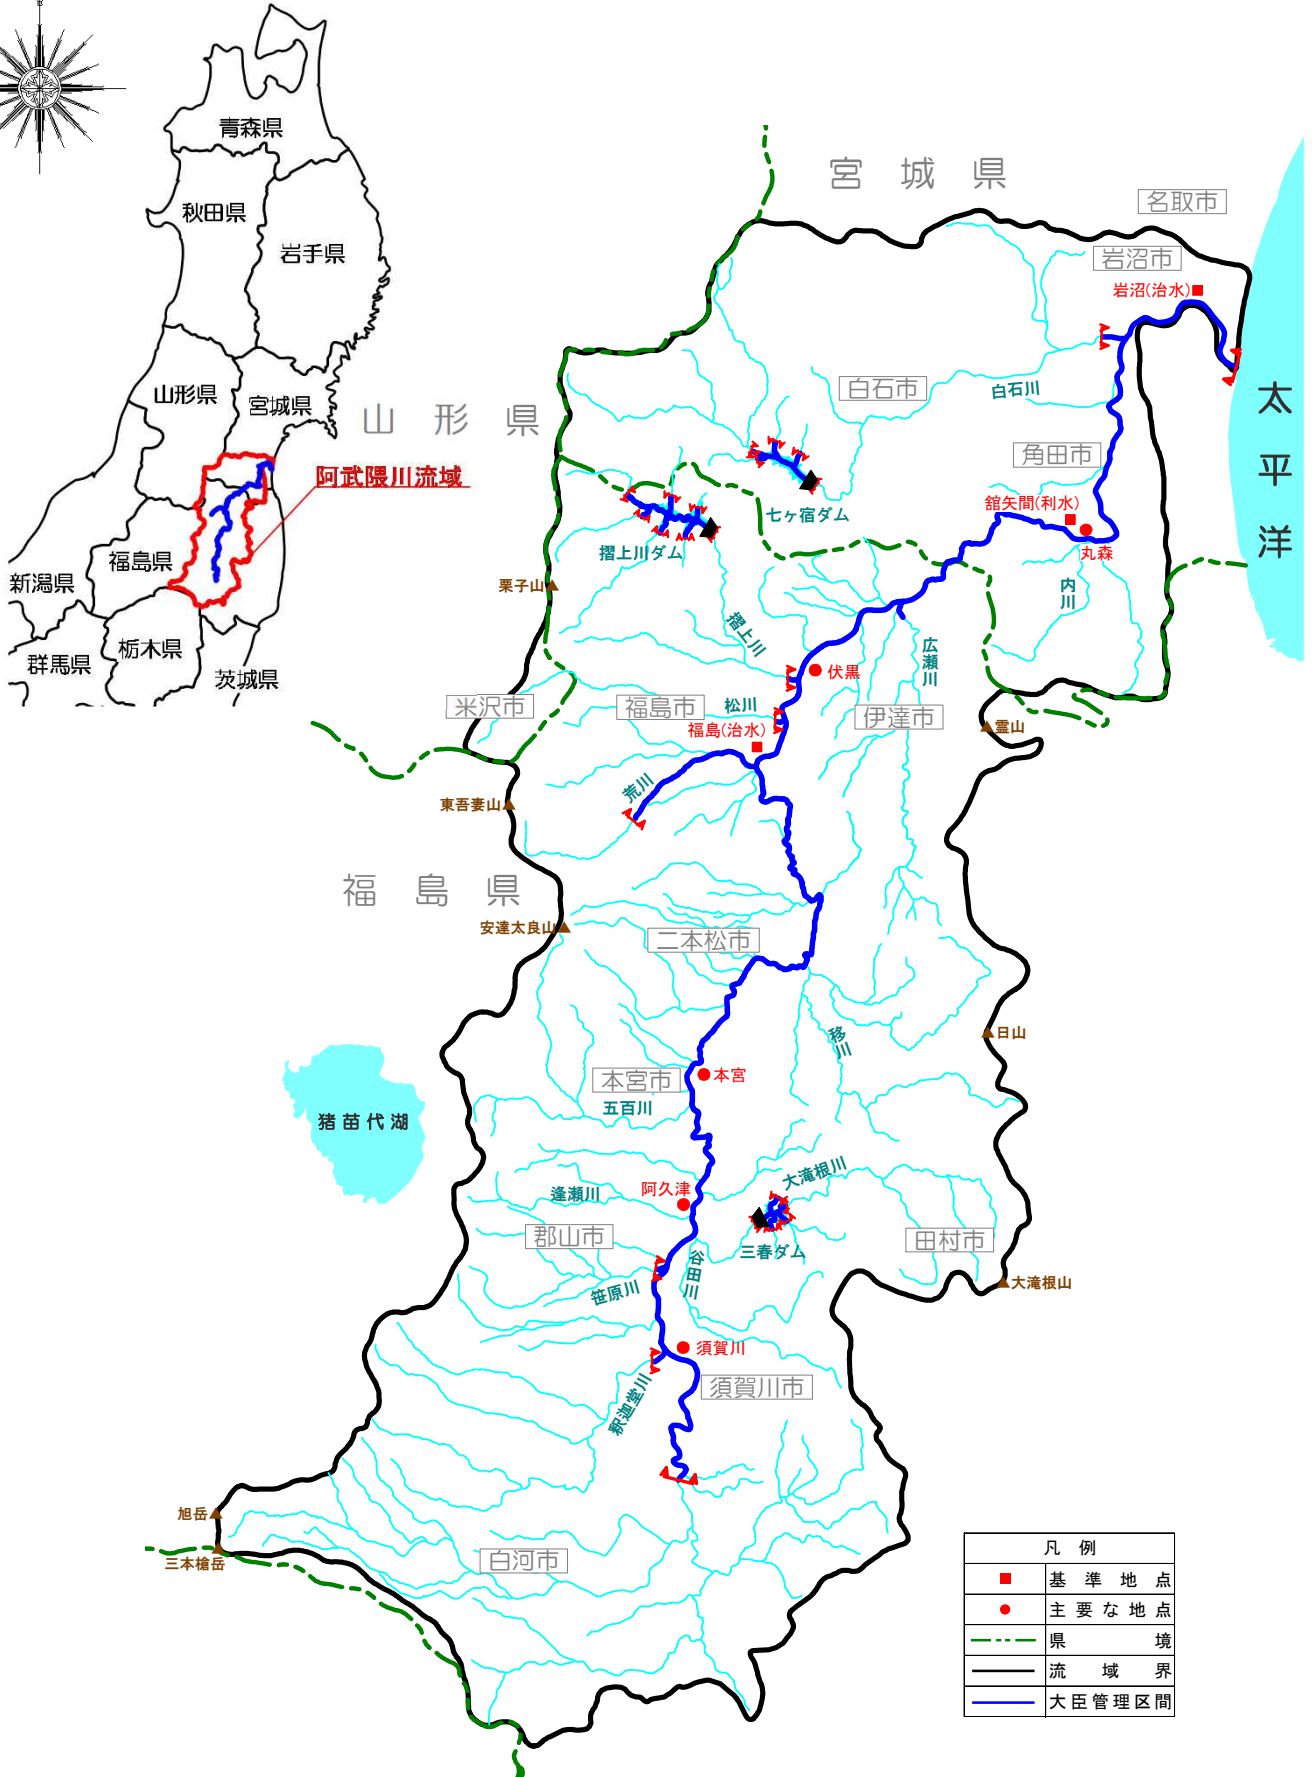 青森県
秋田県
岩手県
山形県
宮城県
阿武隈川流域
福島県
新潟県
群馬県
栃木県
茨城県
宮城県
山形県
福島県
太平洋
名取市
岩沼市
岩沼(治水)
白石市
白石川
角田市
舘矢間(利水)
丸森
内川
七ヶ宿ダム
摺上川ダム
栗子山
摺上川
広瀬川
伏黒
米沢市
福島市
松川
伊達市
福島(治水)
霊山
荒川
東吾妻山
安達太良山
二本松市
日山
移川
猪苗代湖
本宮市
本宮
五百川
大滝根川
逢瀬川
阿久津
郡山市
三春ダム
田村市
谷田川
笹原川
大滝根山
須賀川
須賀川市
釈迦堂川
旭岳
三本槍岳
白河市
凡例
基準地点
主要な地点
県境
流域界
大臣管理区間